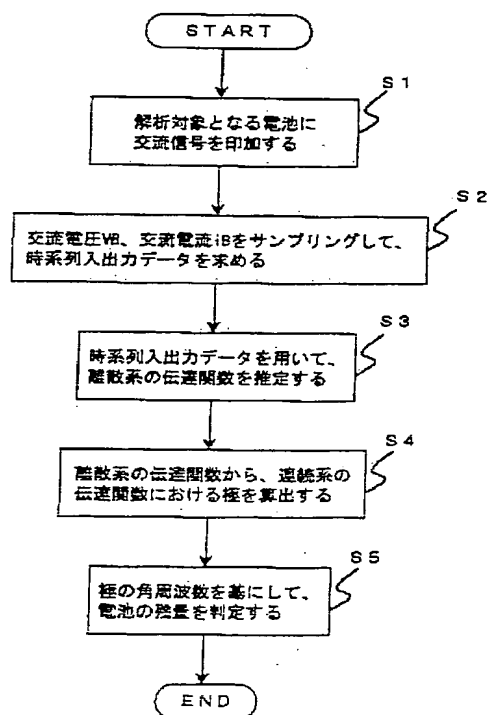 START
S1
解析対象となる電池に
交流信号を印加する
S2
交流電圧VB、交流電流iBをサンプリングして、
時系列入出力データを求める
S3
時系列入出力データを用いて、
離散系の伝達関数を推定する
S4
離散系の伝達関数から、連続系の
伝達関数における極を算出する
S5
極の角周波数を基にして、
電池の残量を判定する
END